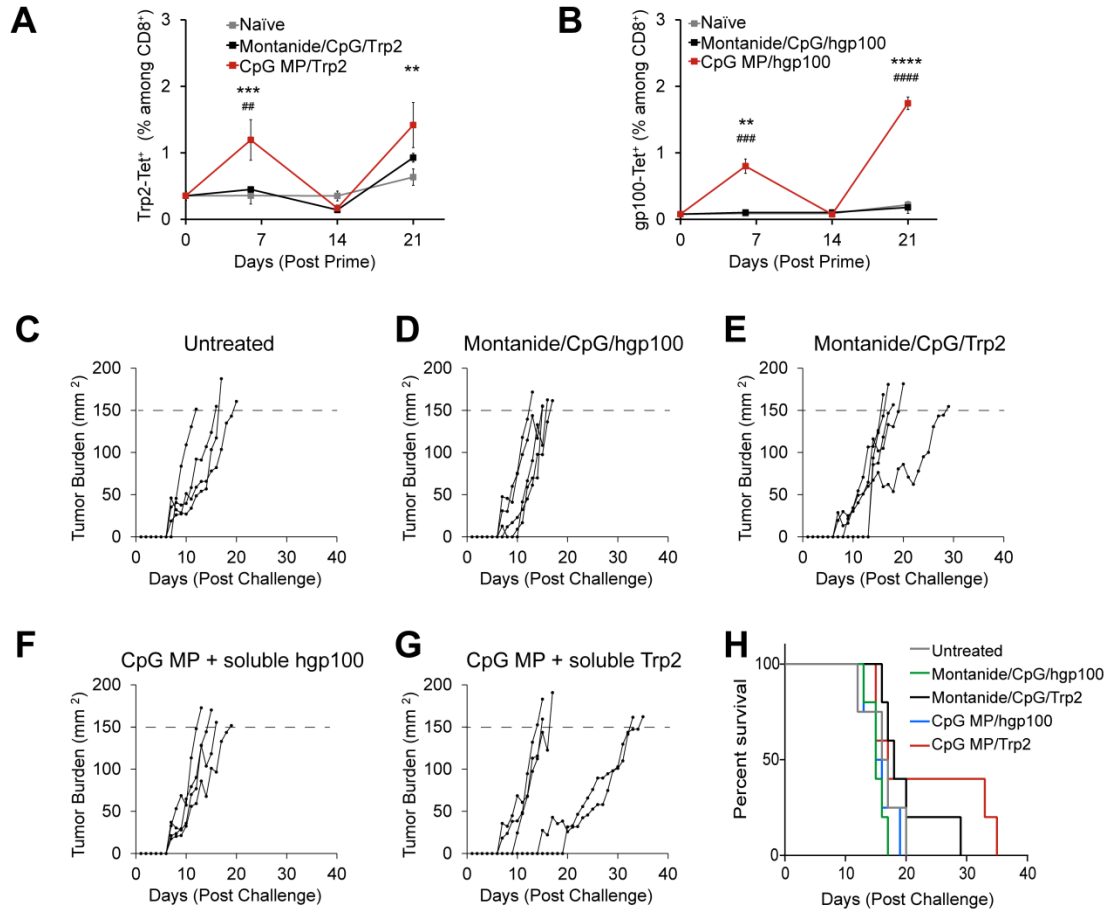 A
Trp2-Tet⁺ (% among CD8⁺)
3
2
1
0
Naïve
Montanide/CpG/Trp2
CpG MP/Trp2
***
##
**
0
7
14
21
Days (Post Prime)
B
gp100-Tet⁺ (% among CD8⁺)
3
2
1
0
Naïve
Montanide/CpG/hgp100
CpG MP/hgp100
**
###
****
####
0
7
14
21
Days (Post Prime)
C
Untreated
Tumor Burden (mm ²)
200
150
100
50
0
0
10
20
30
40
Days (Post Challenge)
D
Montanide/CpG/hgp100
Tumor Burden (mm ²)
200
150
100
50
0
0
10
20
30
40
Days (Post Challenge)
E
Montanide/CpG/Trp2
Tumor Burden (mm ²)
200
150
100
50
0
0
10
20
30
40
Days (Post Challenge)
F
CpG MP + soluble hgp100
Tumor Burden (mm ²)
200
150
100
50
0
0
10
20
30
40
Days (Post Challenge)
G
CpG MP + soluble Trp2
Tumor Burden (mm ²)
200
150
100
50
0
0
10
20
30
40
Days (Post Challenge)
H
Percent survival
100
50
0
Untreated
Montanide/CpG/hgp100
Montanide/CpG/Trp2
CpG MP/hgp100
CpG MP/Trp2
0
10
20
30
40
Days (Post Challenge)